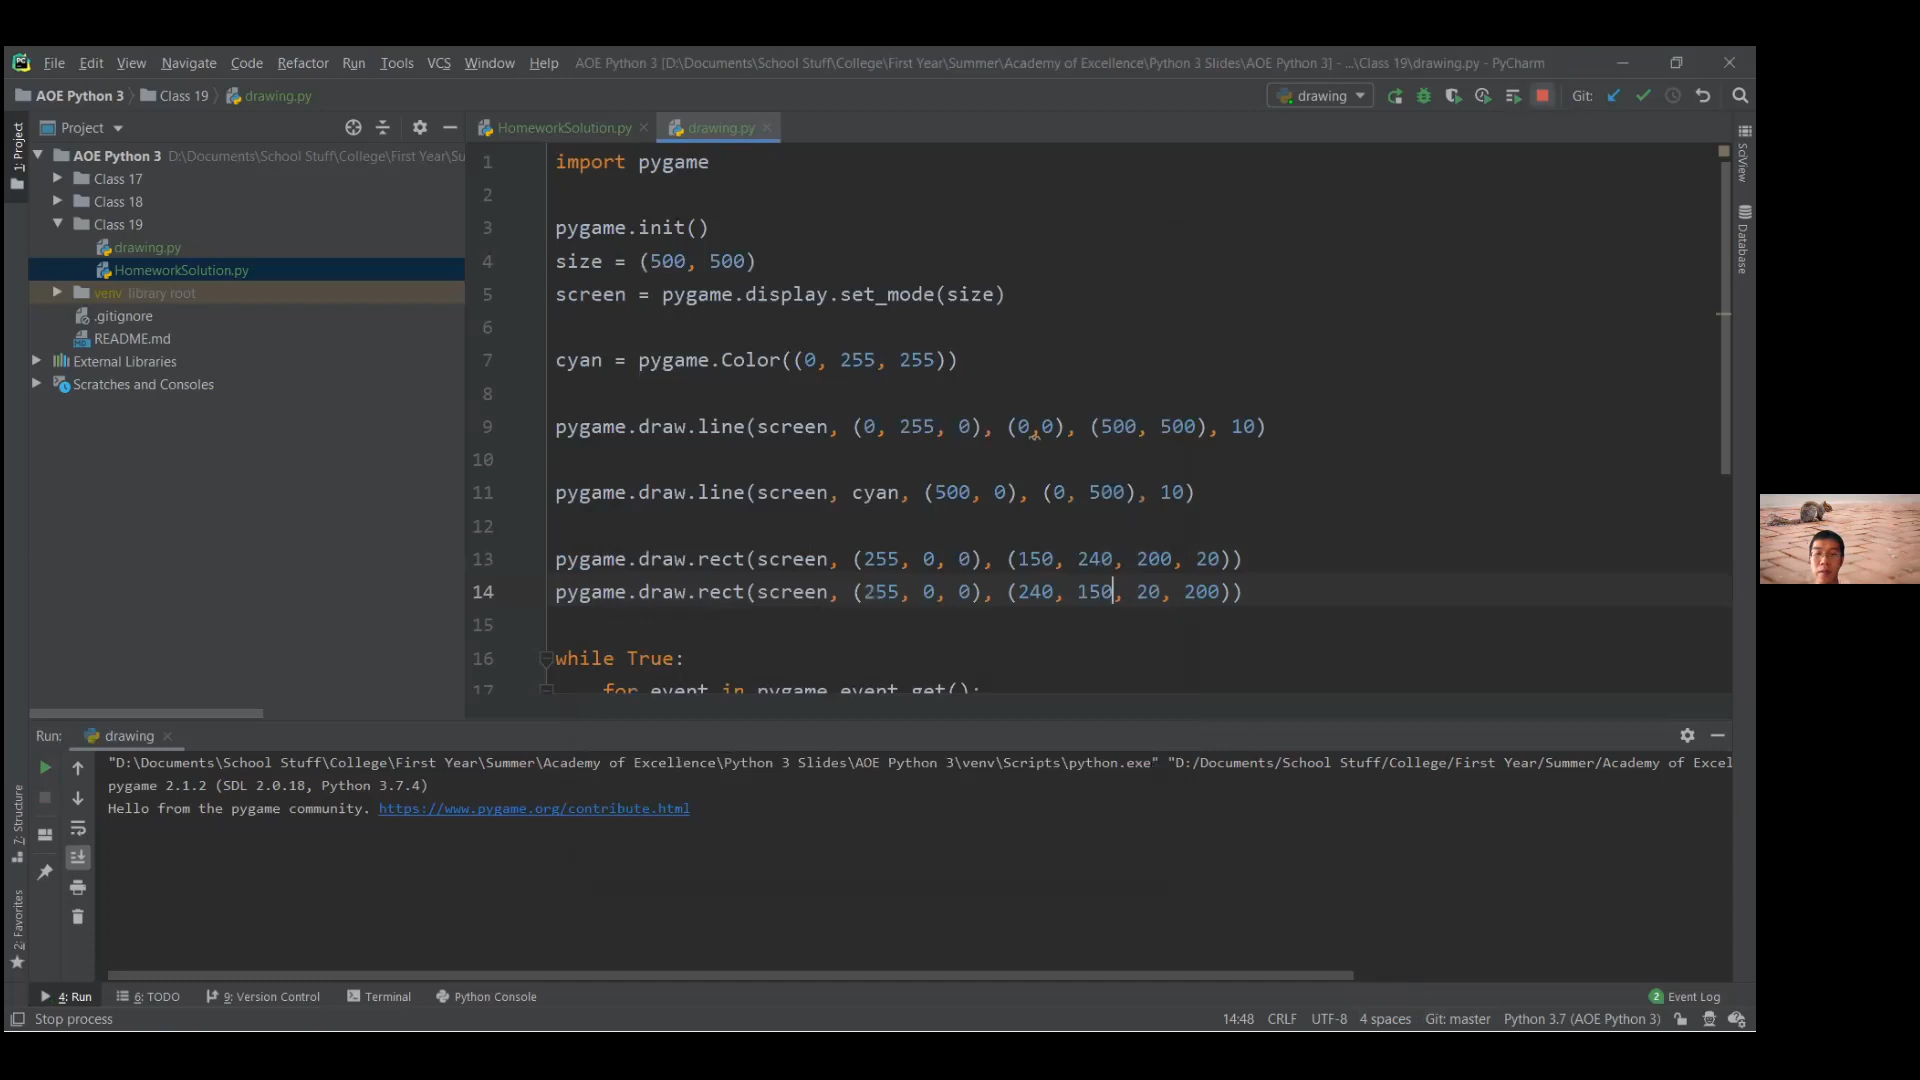 File Edit View Navigate Code Refactor Run Tools VCS Window Help AOE Python 3 [D:\Documents\School Stuff\College\First Year\Summer\Academy of Excellence\Python 3 Slides\AOE Python 3] - ...\Class 19\drawing.py - PyCharm
AOE Python 3 Class 19 drawing.py drawing Git:
Project HomeworkSolution.py drawing.py
1: Project
AOE Python 3 D:\Documents\School Stuff\College\First Year\Su
Class 17
Class 18
Class 19
drawing.py
HomeworkSolution.py
venv library root
.gitignore
README.md
External Libraries
Scratches and Consoles
1 import pygame
2
3 pygame.init()
4 size = (500, 500)
5 screen = pygame.display.set_mode(size)
6
7 cyan = pygame.Color((0, 255, 255))
8
9 pygame.draw.line(screen, (0, 255, 0), (0,0), (500, 500), 10)
10
11 pygame.draw.line(screen, cyan, (500, 0), (0, 500), 10)
12
13 pygame.draw.rect(screen, (255, 0, 0), (150, 240, 200, 20))
14 pygame.draw.rect(screen, (255, 0, 0), (240, 150, 20, 200))
15
16 while True:
17 for event in pygame.event.get():
SciView
Database
Run: drawing
"D:\Documents\School Stuff\College\First Year\Summer\Academy of Excellence\Python 3 Slides\AOE Python 3\venv\Scripts\python.exe" "D:/Documents/School Stuff/College/First Year/Summer/Academy of Excel
pygame 2.1.2 (SDL 2.0.18, Python 3.7.4)
Hello from the pygame community. https://www.pygame.org/contribute.html
7: Structure
2: Favorites
4: Run 6: TODO 9: Version Control Terminal Python Console 2 Event Log
Stop process 14:48 CRLF UTF-8 4 spaces Git: master Python 3.7 (AOE Python 3)